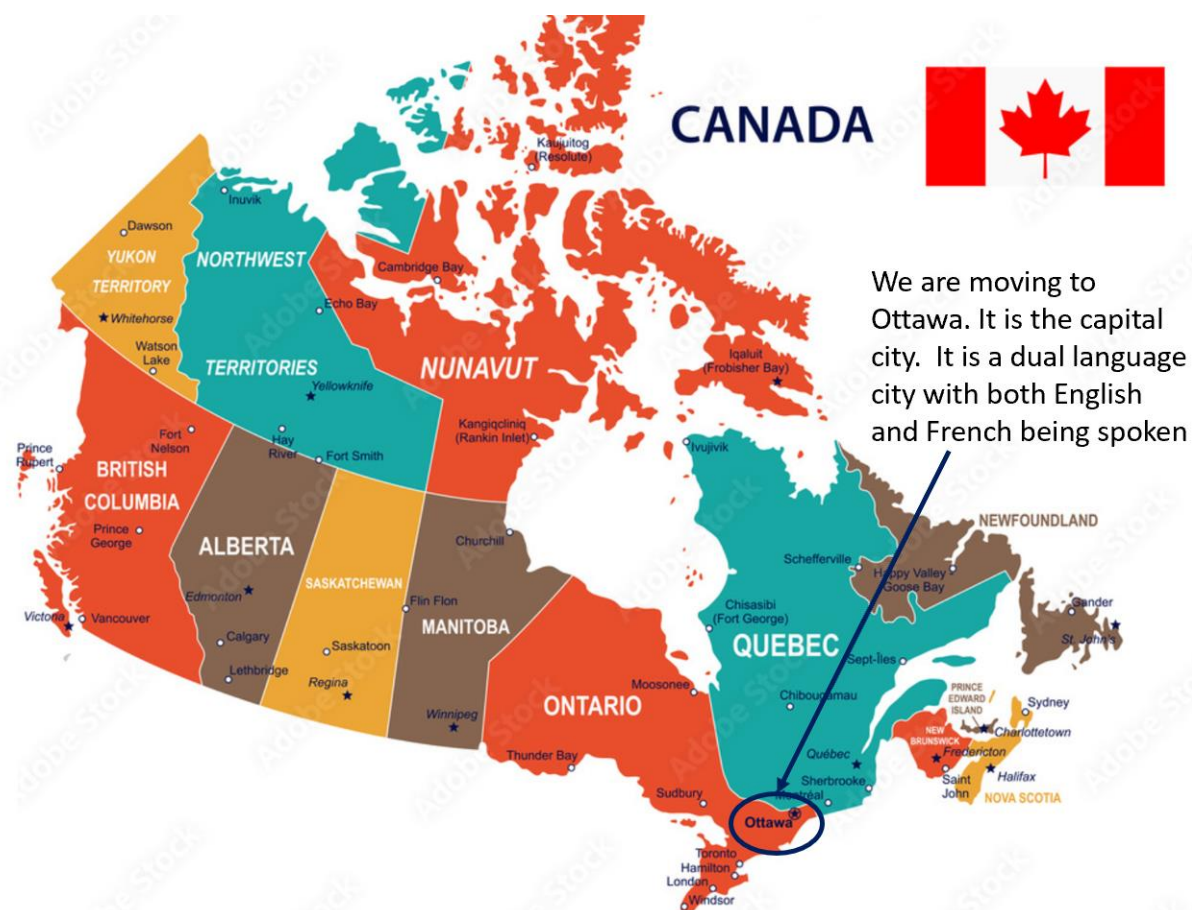 CANADA
Kaujuitog
(Resolute)
Inuvik
Dawson
YUKON
TERRITORY
NORTHWEST
Cambridge Bay
Echo Bay
Whitehorse
Watson
Lake
TERRITORIES
Yellowknife
NUNAVUT
Iqaluit
(Frobisher Bay)
We are moving to
Ottawa. It is the capital
city.  It is a dual language
city with both English
and French being spoken
Kangiqcliniq
(Rankin Inlet)
Ivujivik
Fort
Nelson
Hay
River
Fort Smith
Prince
Rupert
BRITISH
COLUMBIA
Prince
George
ALBERTA
Edmonton
SASKATCHEWAN
Churchill
Flin Flon
MANITOBA
Schefferville
NEWFOUNDLAND
Happy Valley -
Goose Bay
Victoria
Vancouver
Calgary
Lethbridge
Saskatoon
Regina
Winnipeg
Chisasibi
(Fort George)
QUEBEC
Gander
St. John's
Sept-Îles
Moosonee
Chibougamau
ONTARIO
PRINCE
EDWARD
ISLAND
Sydney
Charlottetown
NEW
BRUNSWICK
Fredericton
Thunder Bay
Québec
Sherbrooke
Montréal
Saint
John
Halifax
NOVA SCOTIA
Sudbury
Ottawa
Toronto
Hamilton
London
Windsor
Adobe Stock